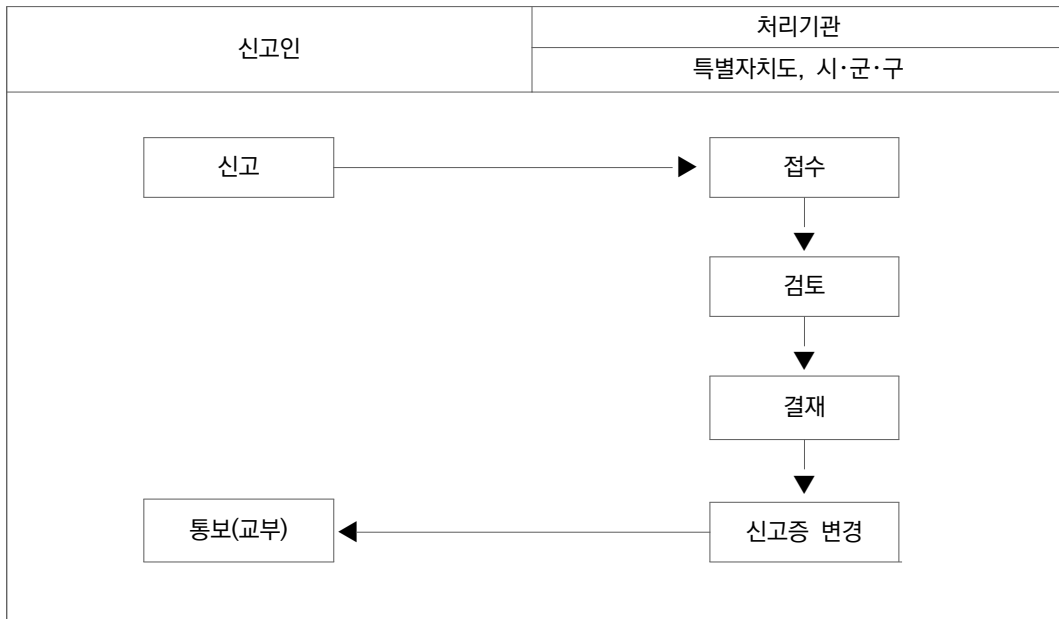 신고인
처리기관
특별자치도, 시·군·구
신고
접수
검토
결재
통보(교부)
신고증 변경